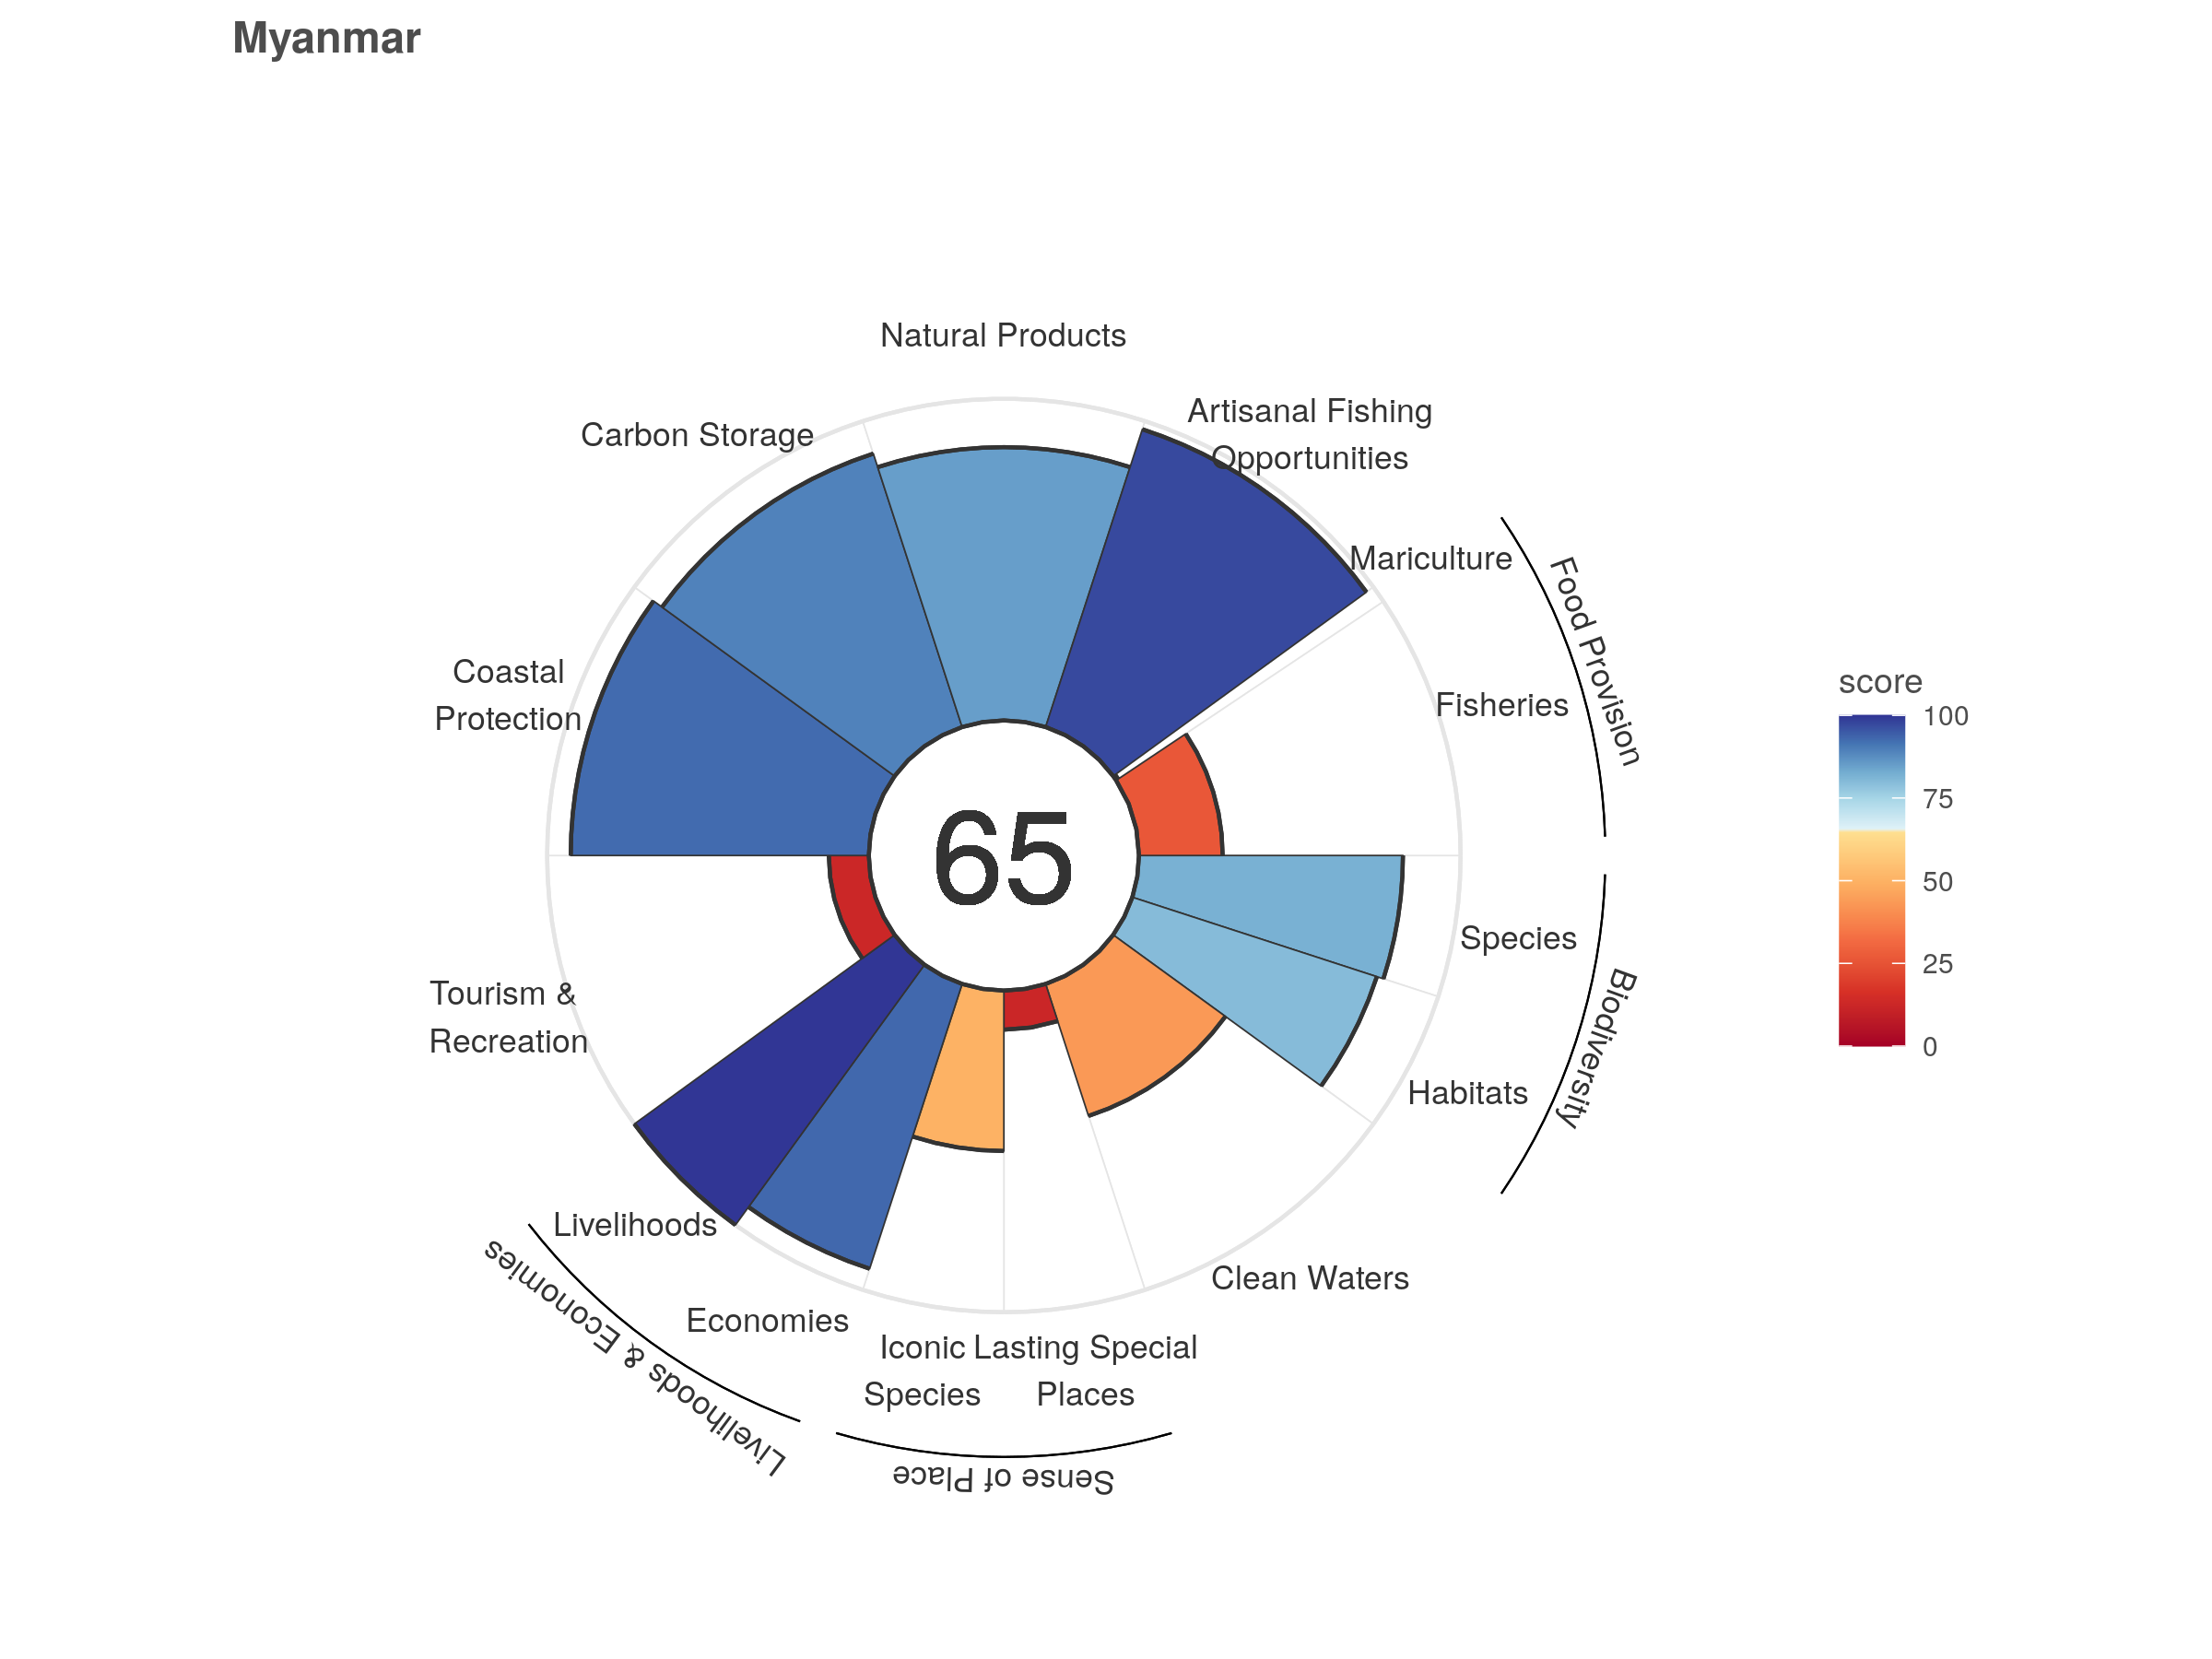 Myanmar
Natural Products
Artisanal Fishing
Opportunities
Carbon Storage
Mariculture
Food Provision
Coastal
Protection
Fisheries
score
100
75
50
25
0
65
Species
Biodiversity
Tourism &
Recreation
Habitats
Livelihoods
Clean Waters
Livelihoods & Economies
Economies
Iconic
Species
Lasting Special
Places
Sense of Place